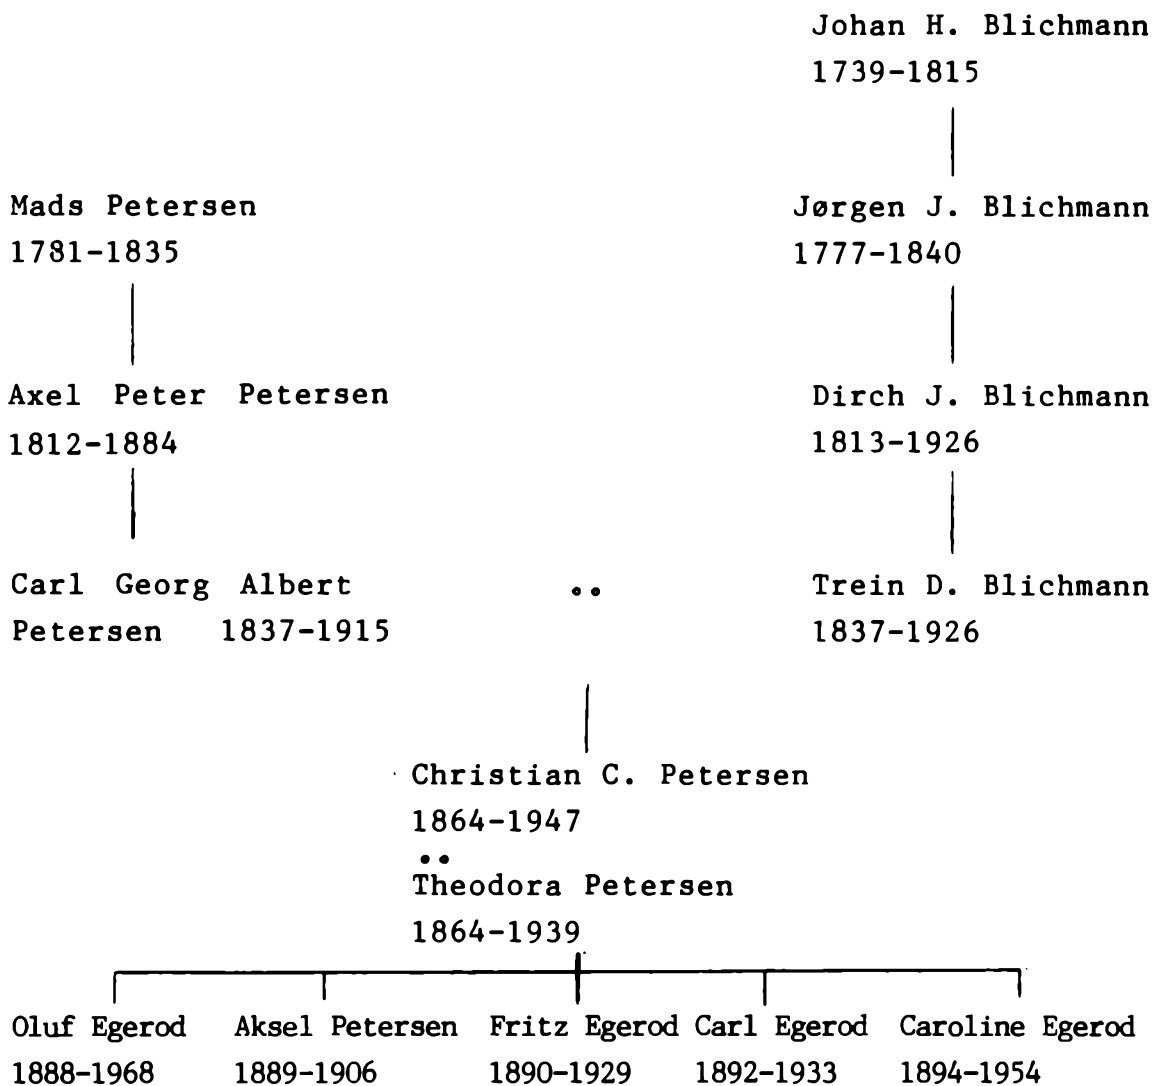 Johan H. Blichmann
1739-1815
Mads Petersen
1781-1835
Jørgen J. Blichmann
1777-1840
Axel Peter Petersen
1812-1884
Dirch J. Blichmann
1813-1926
Carl Georg Albert
Petersen 1837-1915
Trein D. Blichmann
1837-1926
Christian C. Petersen
1864-1947
Theodora Petersen
1864-1939
Oluf Egerod
1888-1968
Aksel Petersen
1889-1906
Fritz Egerod
1890-1929
Carl Egerod
1892-1933
Caroline Egerod
1894-1954